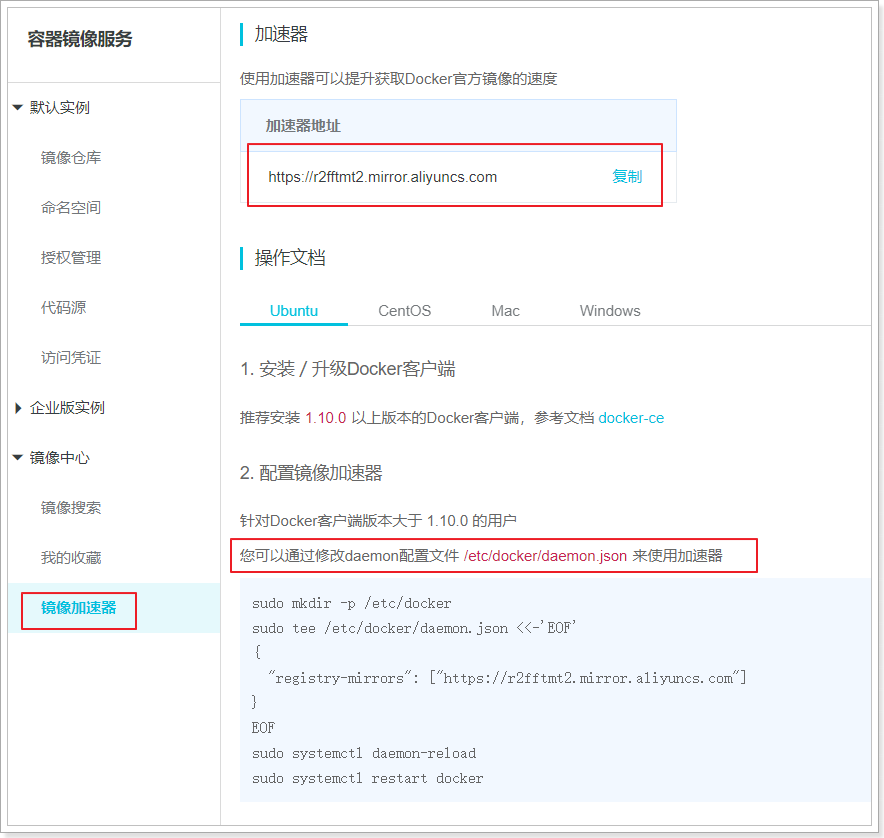 容器镜像服务
默认实例
镜像仓库
命名空间
授权管理
代码源
访问凭证
企业版实例
镜像中心
镜像搜索
我的收藏
镜像加速器
加速器
使用加速器可以提升获取Docker官方镜像的速度
加速器地址
https://r2fftmt2.mirror.aliyuncs.com 复制
操作文档
Ubuntu CentOS Mac Windows
1. 安装 / 升级Docker客户端
推荐安装 1.10.0 以上版本的Docker客户端，参考文档 docker-ce
2. 配置镜像加速器
针对Docker客户端版本大于 1.10.0 的用户
您可以通过修改daemon配置文件 /etc/docker/daemon.json 来使用加速器
sudo mkdir -p /etc/docker
sudo tee /etc/docker/daemon.json <<-'EOF'
{
  "registry-mirrors": ["https://r2fftmt2.mirror.aliyuncs.com"]
}
EOF
sudo systemctl daemon-reload
sudo systemctl restart docker